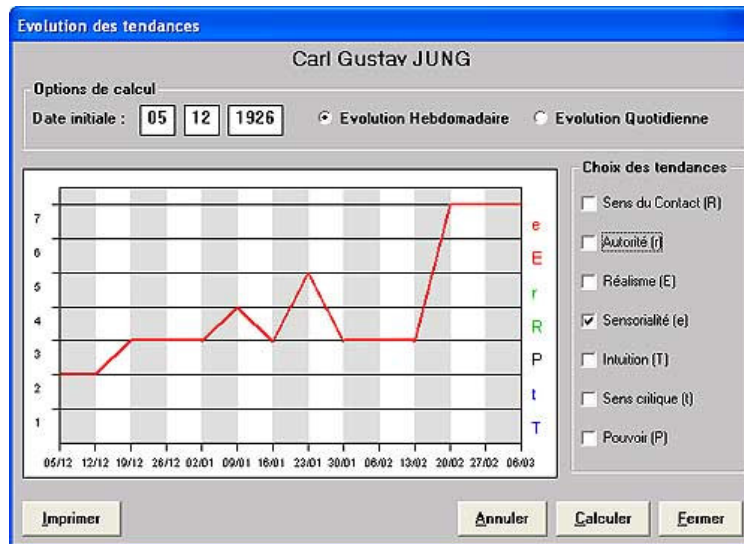 Evolution des tendances
Carl Gustav JUNG
Options de calcul
Date initiale : 05 12 1926 Evolution Hebdomadaire Evolution Quotidienne
Choix des tendances
Sens du Contact (R)
Autorité (r)
Réalisme (E)
Sensorialité (e)
Intuition (T)
Sens critique (t)
Pouvoir (P)
7
6
5
4
3
2
1
e
E
r
R
P
t
T
05/12 12/12 19/12 26/12 02/01 09/01 16/01 23/01 30/01 06/02 13/02 20/02 27/02 06/03
Imprimer Annuler Calculer Fermer